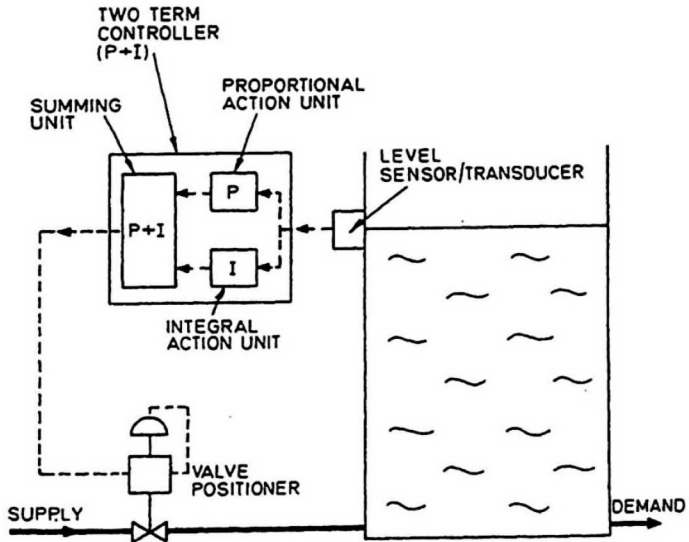 TWO TERM
CONTROLLER
(P+I)
PROPORTIONAL
ACTION UNIT
SUMMING
UNIT
LEVEL
SENSOR/TRANSDUCER
P
P+I
I
INTEGRAL
ACTION UNIT
VALVE
POSITIONER
SUPPLY
DEMAND